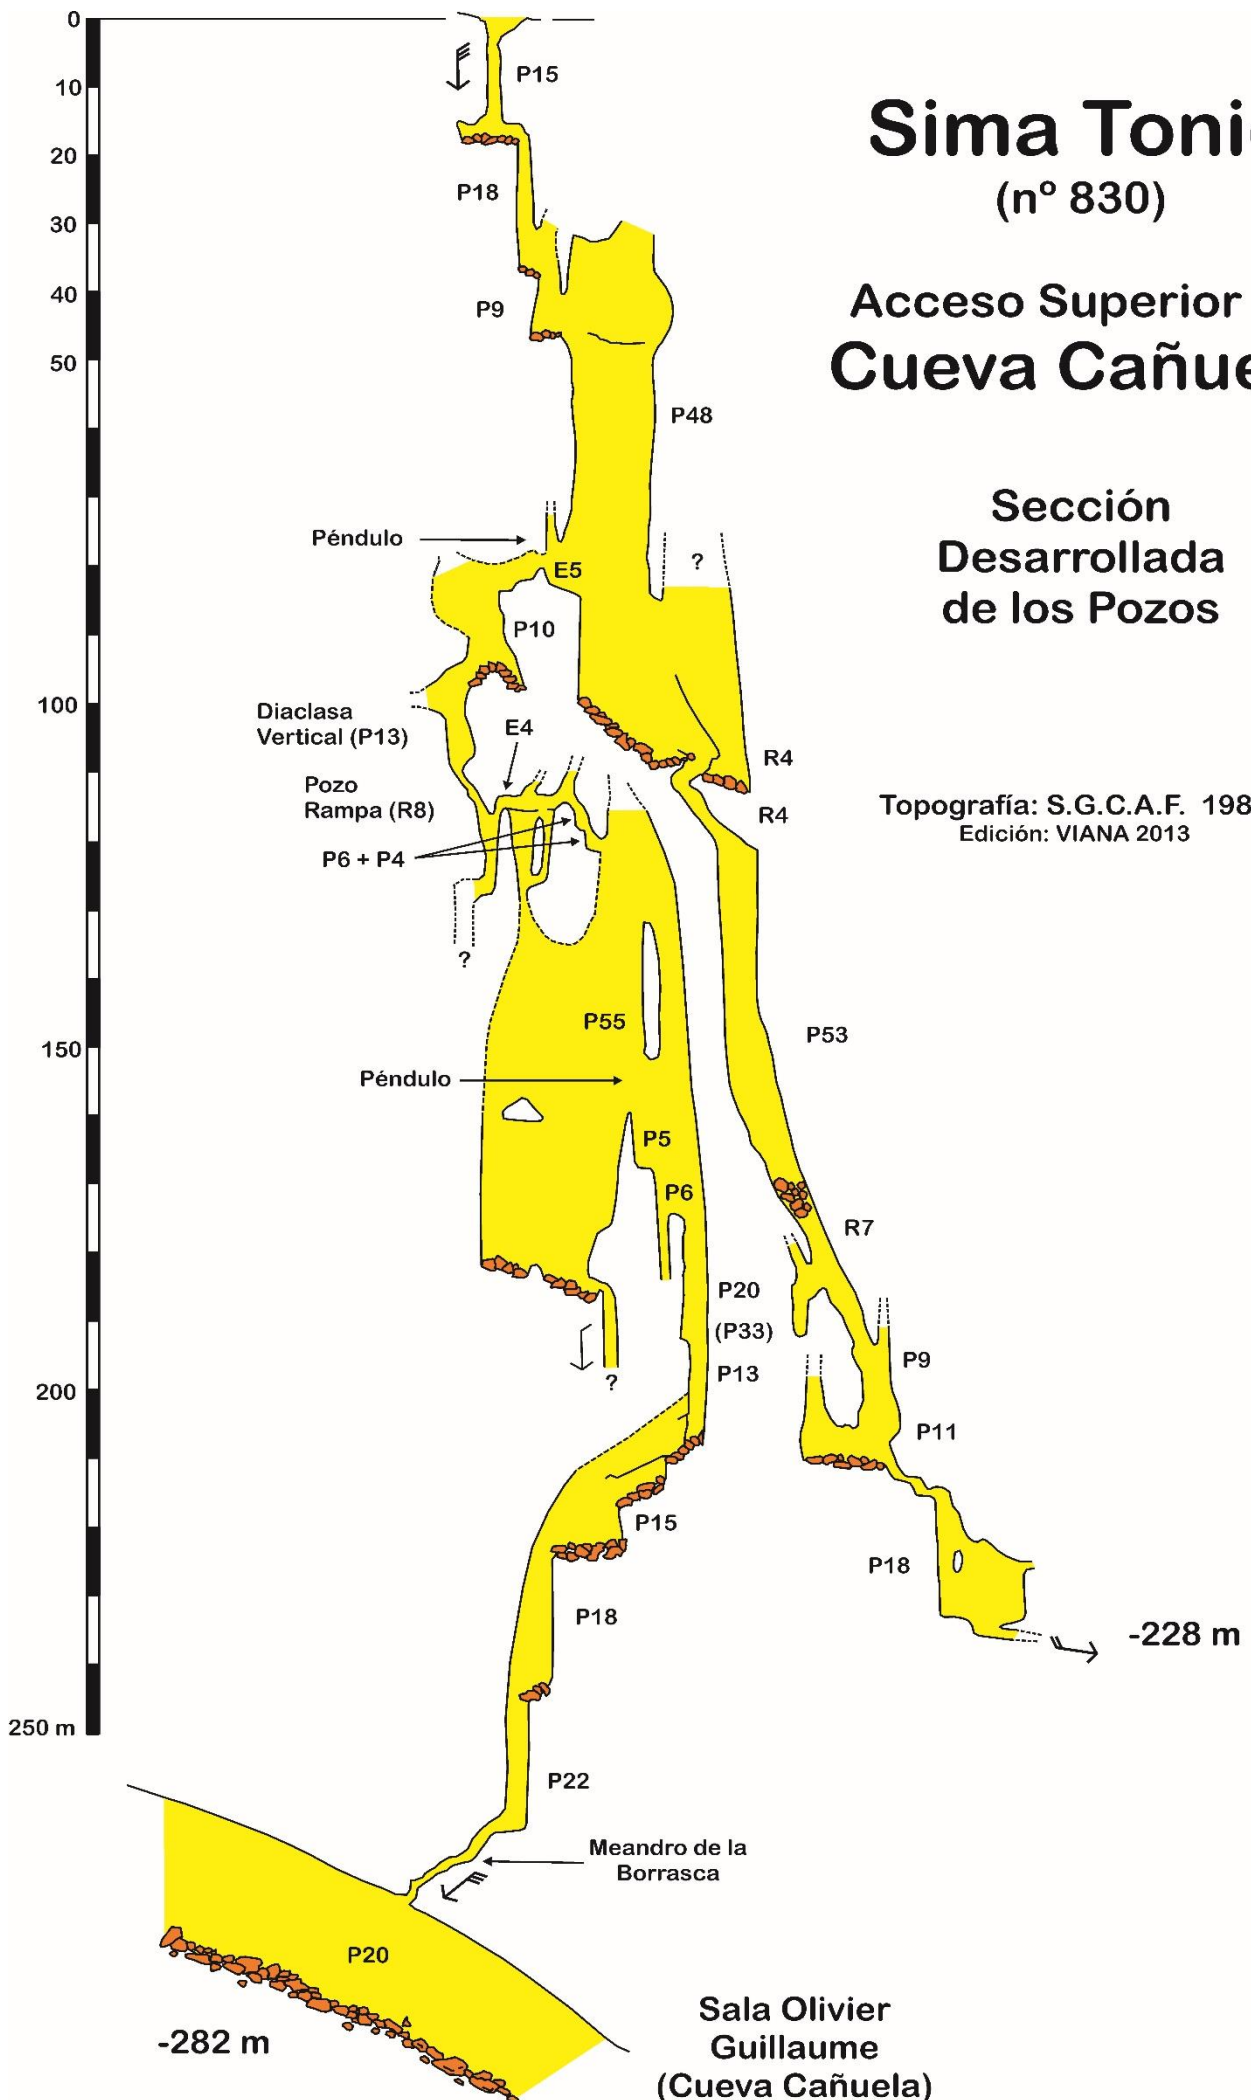 0
10
20
30
40
50
100
150
200
250 m
P15
P18
P9
Sima Toni
(nº 830)
Acceso Superior
Cueva Cañue
Sección
Desarrollada
de los Pozos
Topografía: S.G.C.A.F. 198
Edición: VIANA 2013
P48
Péndulo
E5
?
P10
Diaclasa
Vertical (P13)
E4
R4
Pozo
Rampa (R8)
R4
P6 + P4
?
P55
P53
Péndulo
P5
P6
R7
P20
(P33)
P13
P9
?
P11
P15
P18
P18
-228 m
P22
Meandro de la
Borrasca
P20
-282 m
Sala Olivier
Guillaume
(Cueva Cañuela)